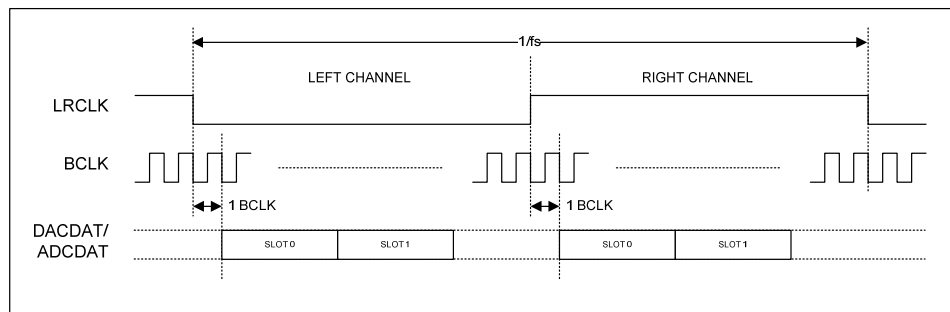 1/fs
LEFT CHANNEL RIGHT CHANNEL
LRCLK
BCLK
1 BCLK 1 BCLK
DACDAT/
ADCDAT
SLOT 0 SLOT 1 SLOT 0 SLOT 1